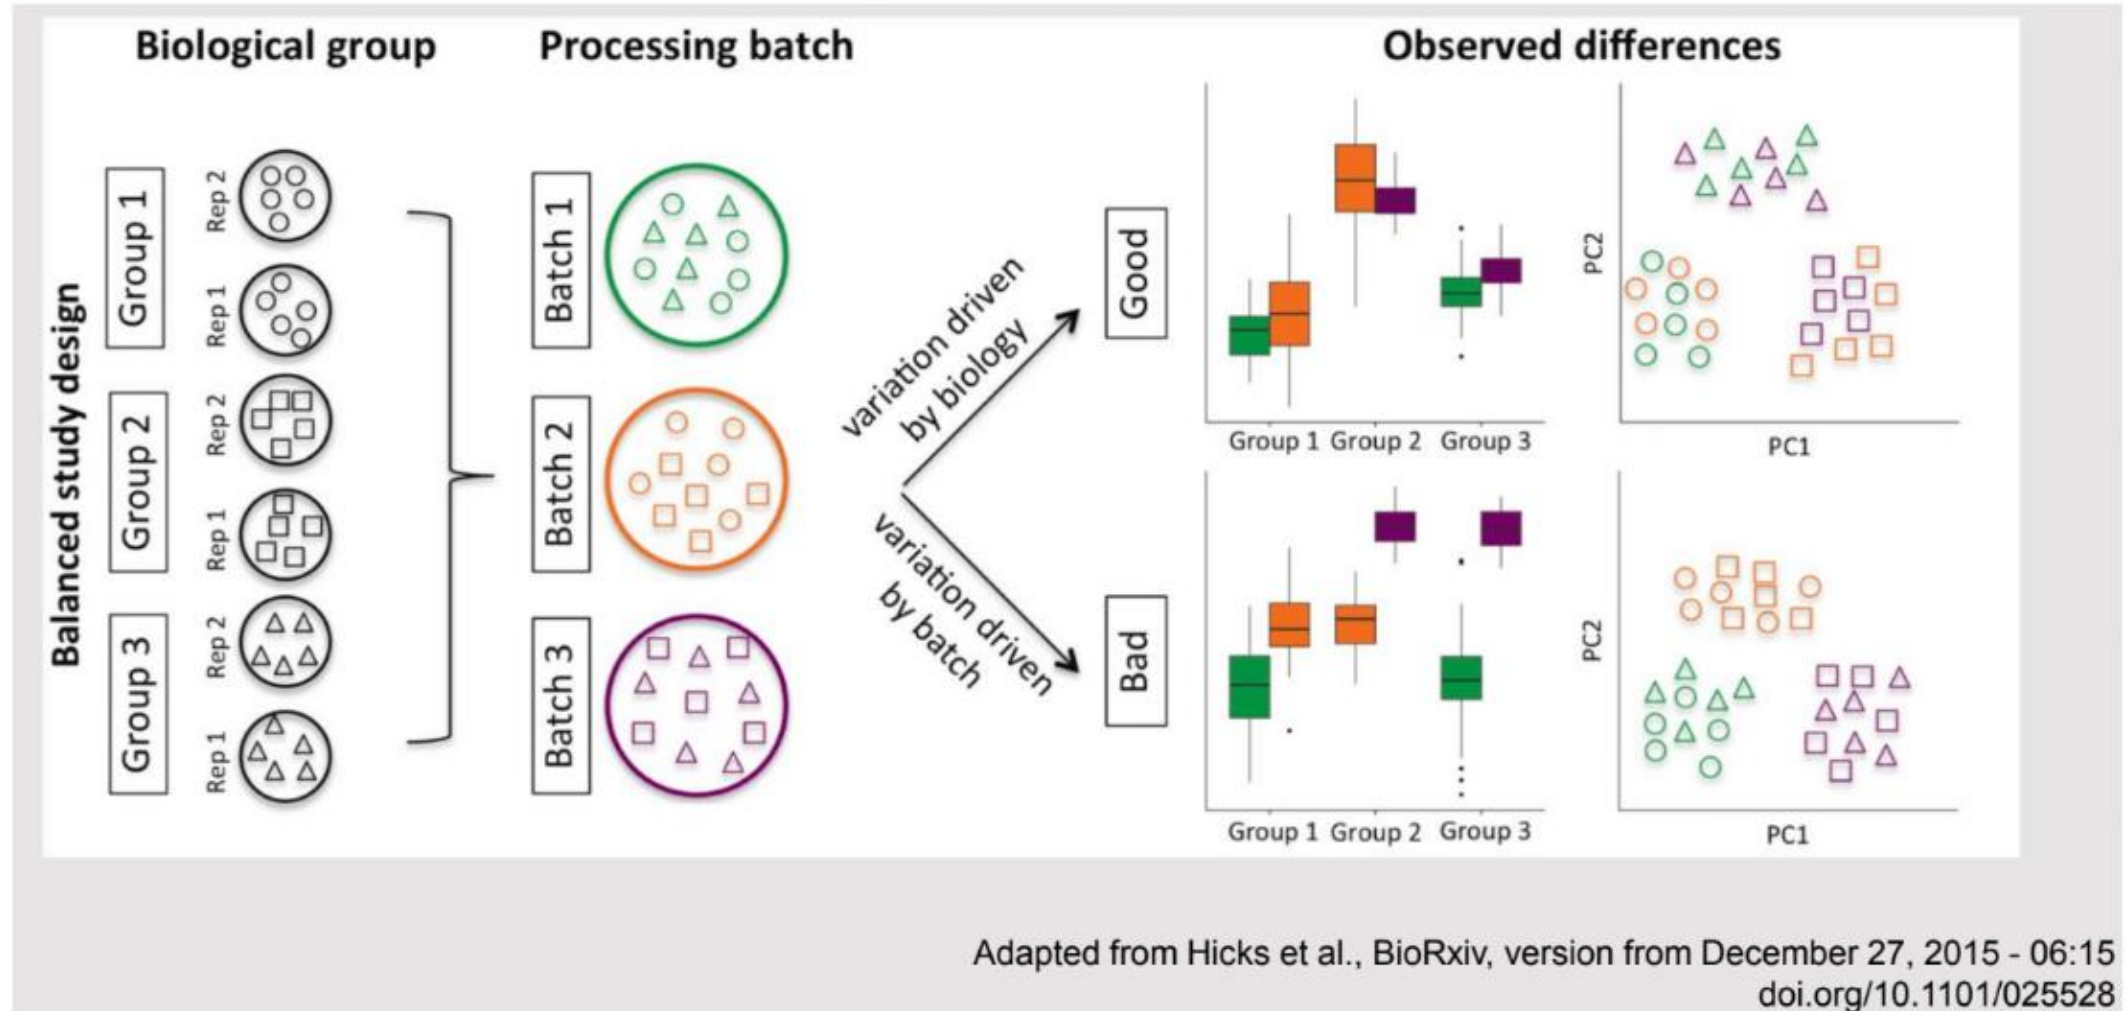 Biological group
Processing batch
Observed differences
Balanced study design
Group 1
Rep 2
Rep 1
Group 2
Rep 2
Rep 1
Group 3
Rep 2
Rep 1
Batch 1
Batch 2
Batch 3
variation driven
by biology
variation driven
by batch
Good
Group 1 Group 2 Group 3
PC2
PC1
Bad
Group 1 Group 2 Group 3
PC2
PC1
Adapted from Hicks et al., BioRxiv, version from December 27, 2015 - 06:15
doi.org/10.1101/025528